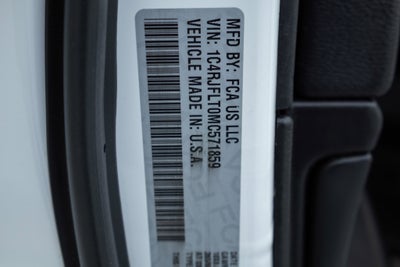 MFD BY: FCA US LLC
VIN: 1C4RJFLT0MC571859
VEHICLE MADE IN: U.S.A.